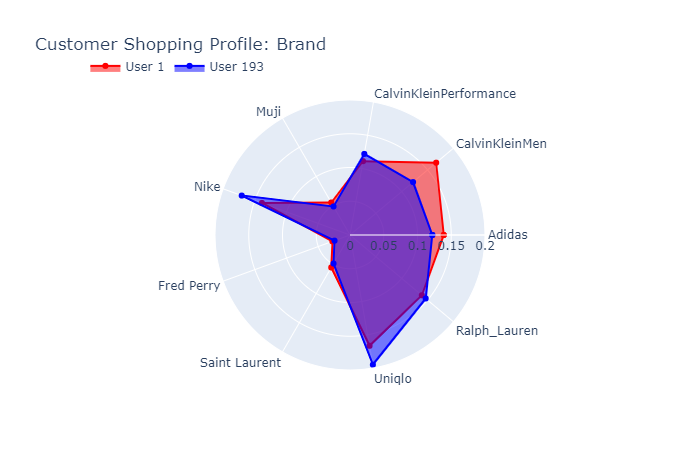 Customer Shopping Profile: Brand
User 1
User 193
CalvinKleinPerformance
Muji
CalvinKleinMen
Nike
Adidas
0 0.05 0.1 0.15 0.2
Fred Perry
Ralph_Lauren
Saint Laurent
Uniqlo